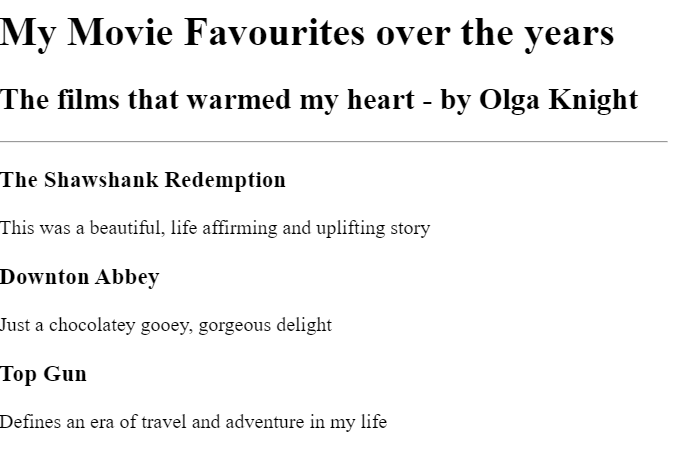 My Movie Favourites over the years
The films that warmed my heart - by Olga Knight
The Shawshank Redemption
This was a beautiful, life affirming and uplifting story
Downton Abbey
Just a chocolatey gooey, gorgeous delight
Top Gun
Defines an era of travel and adventure in my life